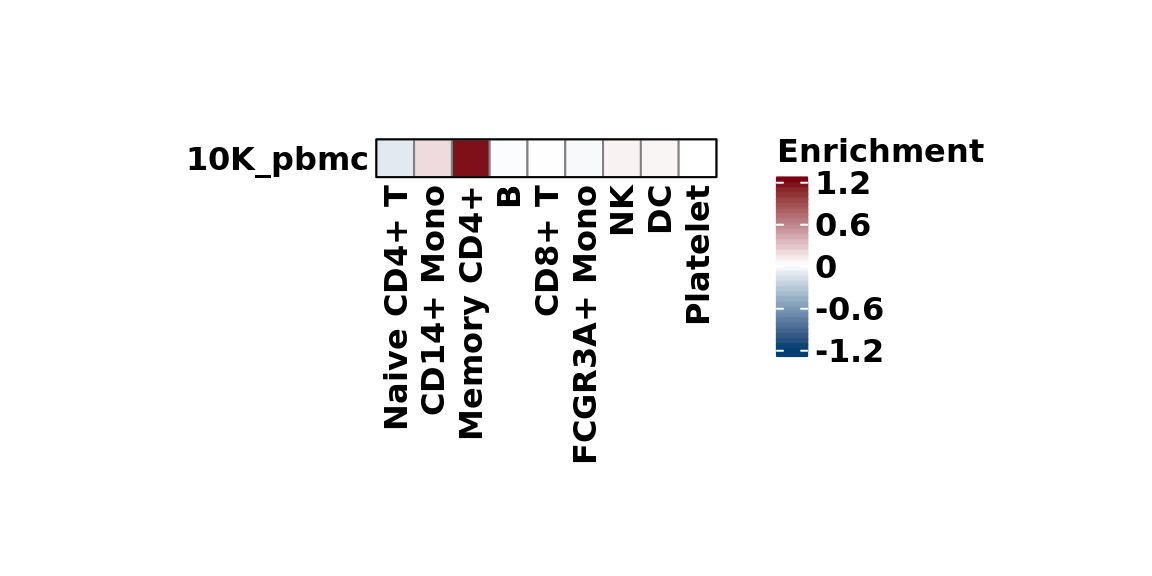 10K_pbmc
Naive CD4+ T
CD14+ Mono
Memory CD4+
B
CD8+ T
FCGR3A+ Mono
NK
DC
Platelet
Enrichment
1.2
0.6
0
-0.6
-1.2